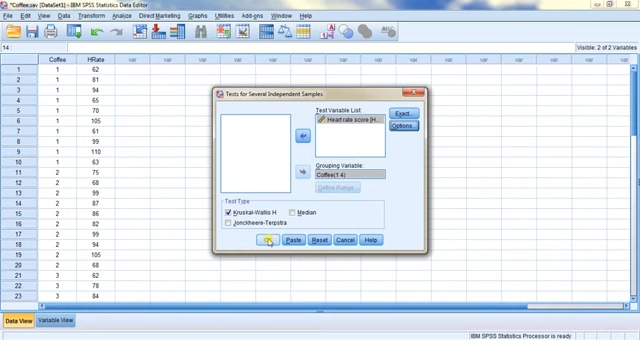 *Coffee.sav [DataSet1] - IBM SPSS Statistics Data Editor
File Edit View Data Transform Analyze Direct Marketing Graphs Utilities Add-ons Window Help
14 :
Visible: 2 of 2 Variables
Coffee HRate var var var var var var var var var var var var
1 1 62
2 1 81
3 1 94
4 1 65
5 1 70
6 1 105
7 1 61
8 1 99
9 1 110
10 1 63
11 2 75
12 2 68
13 2 99
14 2 87
15 2 68
16 2 87
17 2 99
18 2 94
19 2 105
20 2 68
21 3 62
22 3 78
23 3 84
Tests for Several Independent Samples
Test Variable List:
Heart rate score [H...
Exact...
Options...
Grouping Variable:
Coffee(1 4)
Define Range...
Test Type
Kruskal-Wallis H Median
Jonckheere-Terpstra
OK Paste Reset Cancel Help
Data View Variable View
IBM SPSS Statistics Processor is ready